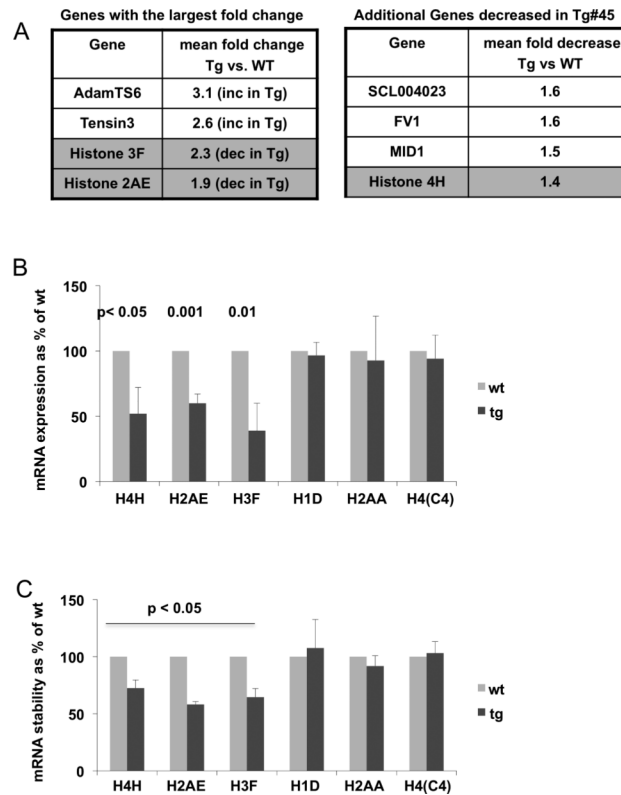 A
Genes with the largest fold change
Gene mean fold change
Tg vs. WT
AdamTS6 3.1 (inc in Tg)
Tensin3 2.6 (inc in Tg)
Histone 3F 2.3 (dec in Tg)
Histone 2AE 1.9 (dec in Tg)
Additional Genes decreased in Tg#45
Gene mean fold decrease
Tg vs WT
SCL004023 1.6
FV1 1.6
MID1 1.5
Histone 4H 1.4
B
mRNA expression as % of wt
150
100
50
0
p< 0.05 0.001 0.01
H4H H2AE H3F H1D H2AA H4(C4)
wt
tg
C
mRNA stability as % of wt
150
100
50
0
p < 0.05
H4H H2AE H3F H1D H2AA H4(C4)
wt
tg